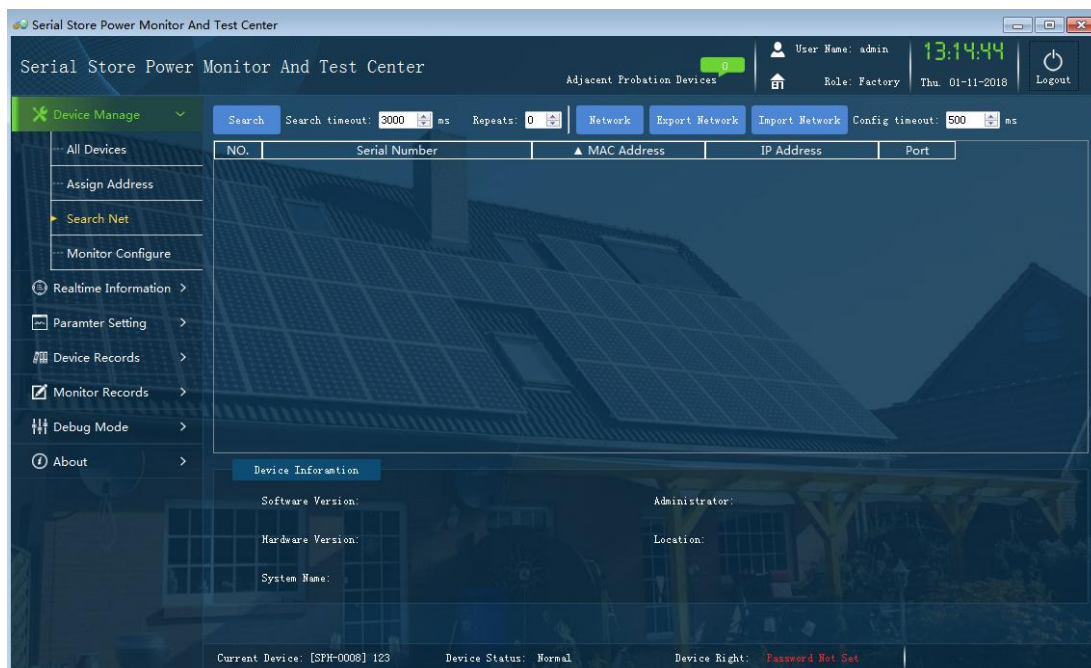 Serial Store Power Monitor And Test Center
Serial Store Power Monitor And Test Center
Adjacent Probation Devices
0
User Name: admin
Role: Factory
13:14:44
Thu. 01-11-2018
Logout
Device Manage
All Devices
Assign Address
Search Net
Monitor Configure
Realtime Information >
Paramter Setting >
Device Records >
Monitor Records >
Debug Mode >
About >
Search Search timeout: 3000 ms Repeats: 0 Network Export Network Import Network Config timeout: 500 ms
NO. Serial Number ▲ MAC Address IP Address Port
Device Inforamtion
Software Version: Administrator:
Hardware Version: Location:
System Name:
Current Device: [SPH-0008] 123 Device Status: Normal Device Right: Password Not Set